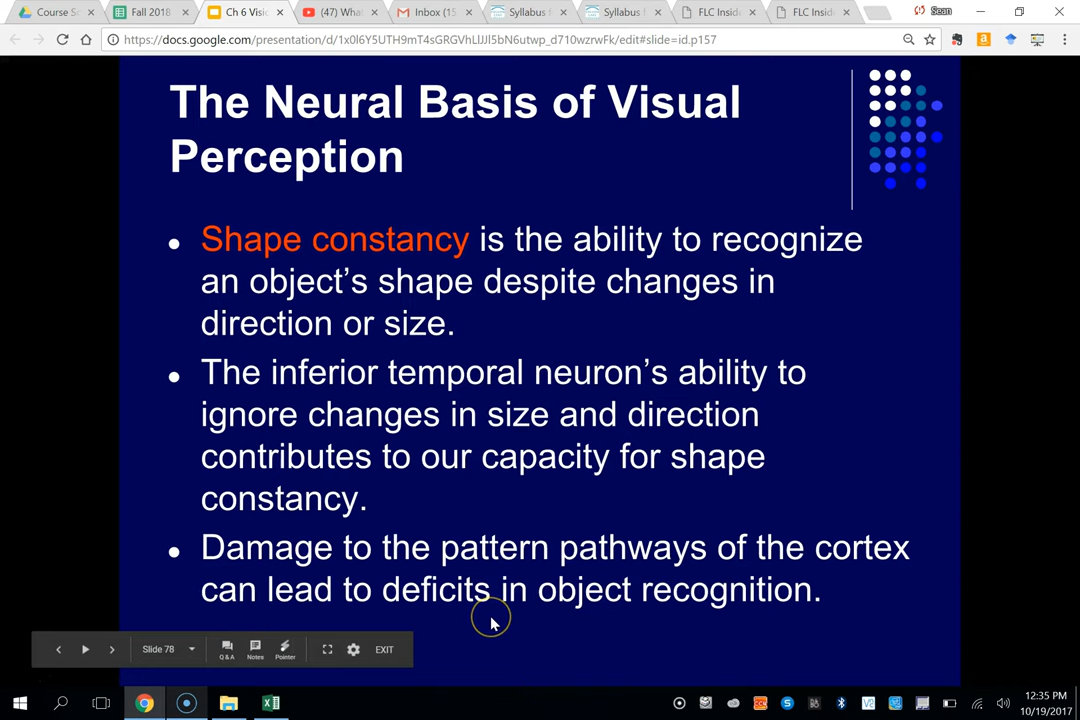 Course Sc
Fall 2018
Ch 6 Visio
(47) What
Inbox (15
Syllabus f
Syllabus f
FLC Insid
FLC Insid
Sean
https://docs.google.com/presentation/d/1x0I6Y5UTH9mT4sGRGVhLlJJl5bN6utwp_d710wzrwFk/edit#slide=id.p157
The Neural Basis of Visual
Perception
● Shape constancy is the ability to recognize
an object’s shape despite changes in
direction or size.
● The inferior temporal neuron’s ability to
ignore changes in size and direction
contributes to our capacity for shape
constancy.
● Damage to the pattern pathways of the cortex
can lead to deficits in object recognition.
Slide 78
Q & A
Notes
Pointer
EXIT
12:35 PM
10/19/2017